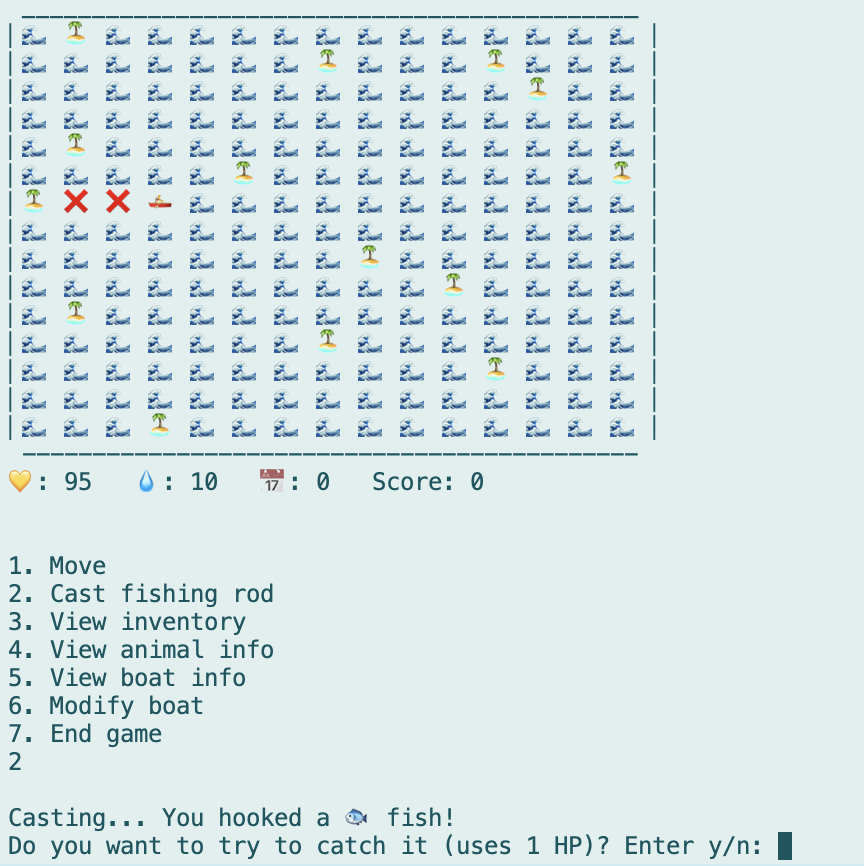 💛: 95 💧: 10 📅: 0 Score: 0
1. Move
2. Cast fishing rod
3. View inventory
4. View animal info
5. View boat info
6. Modify boat
7. End game
2
Casting... You hooked a 🐟 fish!
Do you want to try to catch it (uses 1 HP)? Enter y/n: